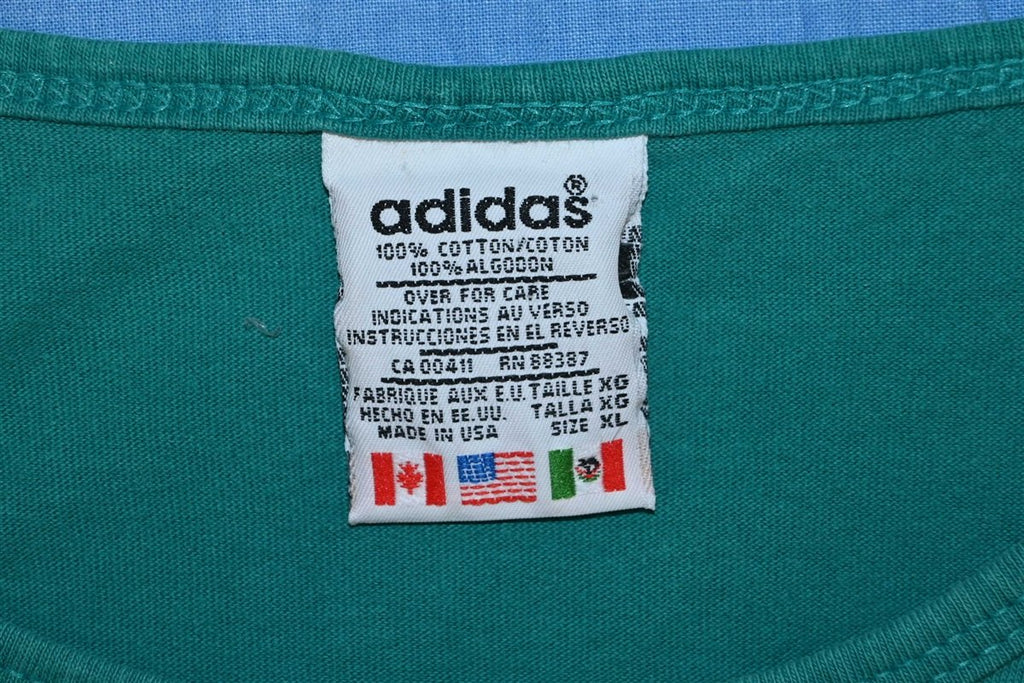 adidas®
100% COTTON/COTON
100% ALGODON
OVER FOR CARE
INDICATIONS AU VERSO
INSTRUCCIONES EN EL REVERSO
CA 00411 RN 88387
FABRIQUE AUX E.U. TAILLE XG
HECHO EN EE.UU. TALLA XG
MADE IN USA SIZE XL